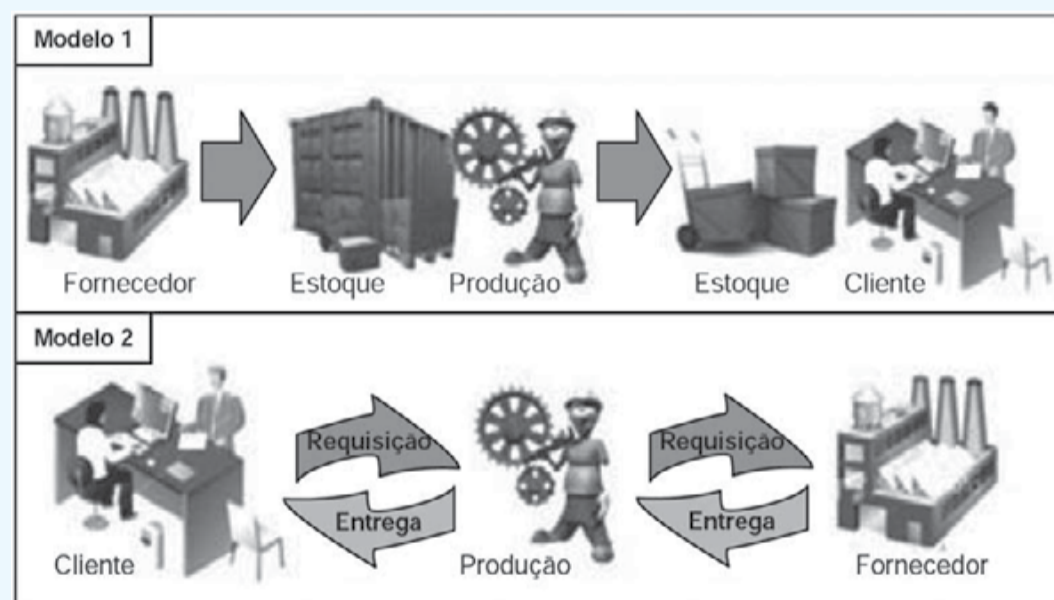 Modelo 1
Fornecedor Estoque Produção Estoque Cliente
Modelo 2
Requisição Requisição
Entrega Entrega
Cliente Produção Fornecedor